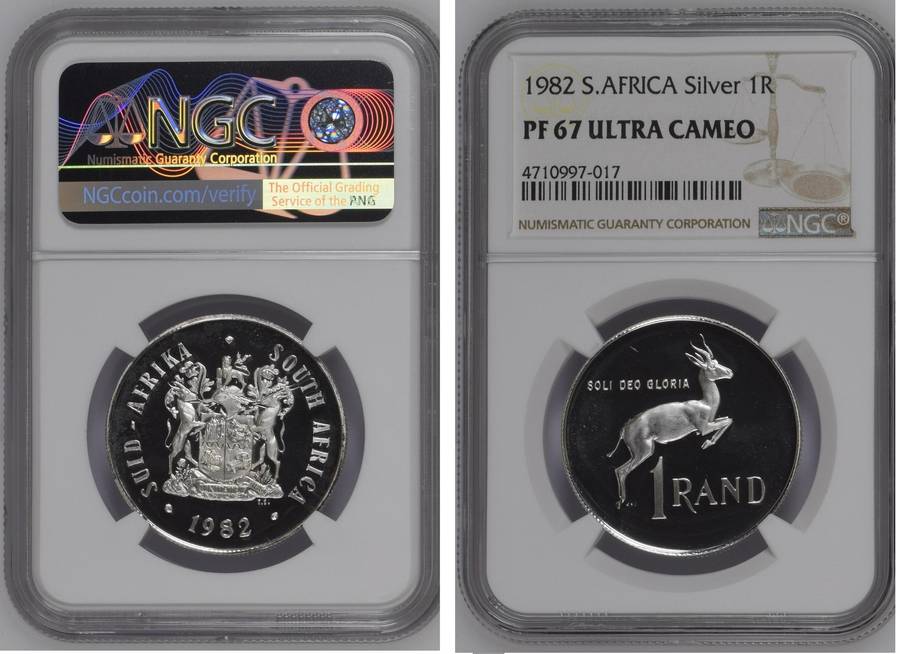 NGC
Numismatic Guaranty Corporation
NGCcoin.com/verify
The Official Grading
Service of the PNG
SUID-AFRIKA SOUTH AFRICA
1982
1982 S.AFRICA Silver 1R
PF 67 ULTRA CAMEO
4710997-017
NUMISMATIC GUARANTY CORPORATION NGC®
SOLI DEO GLORIA
1 RAND